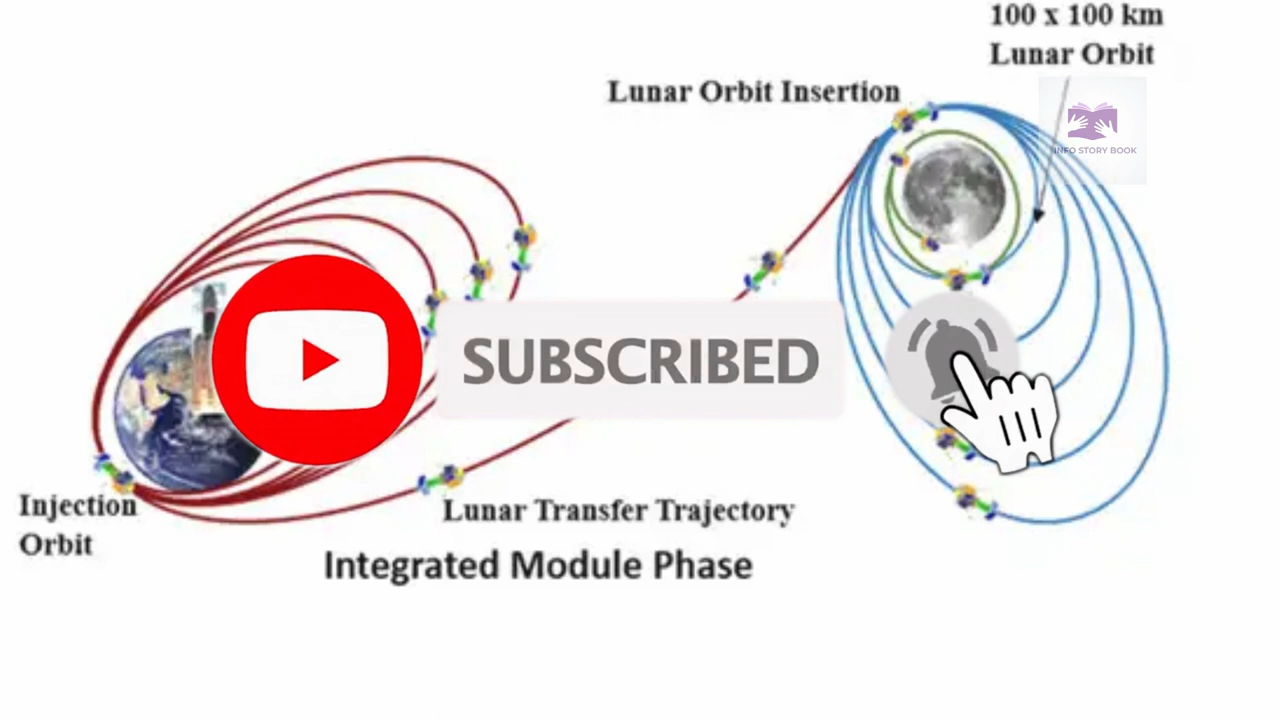 100 x 100 km
Lunar Orbit
Lunar Orbit Insertion
INFO STORY BOOK
SUBSCRIBED
Injection
Orbit
Lunar Transfer Trajectory
Integrated Module Phase